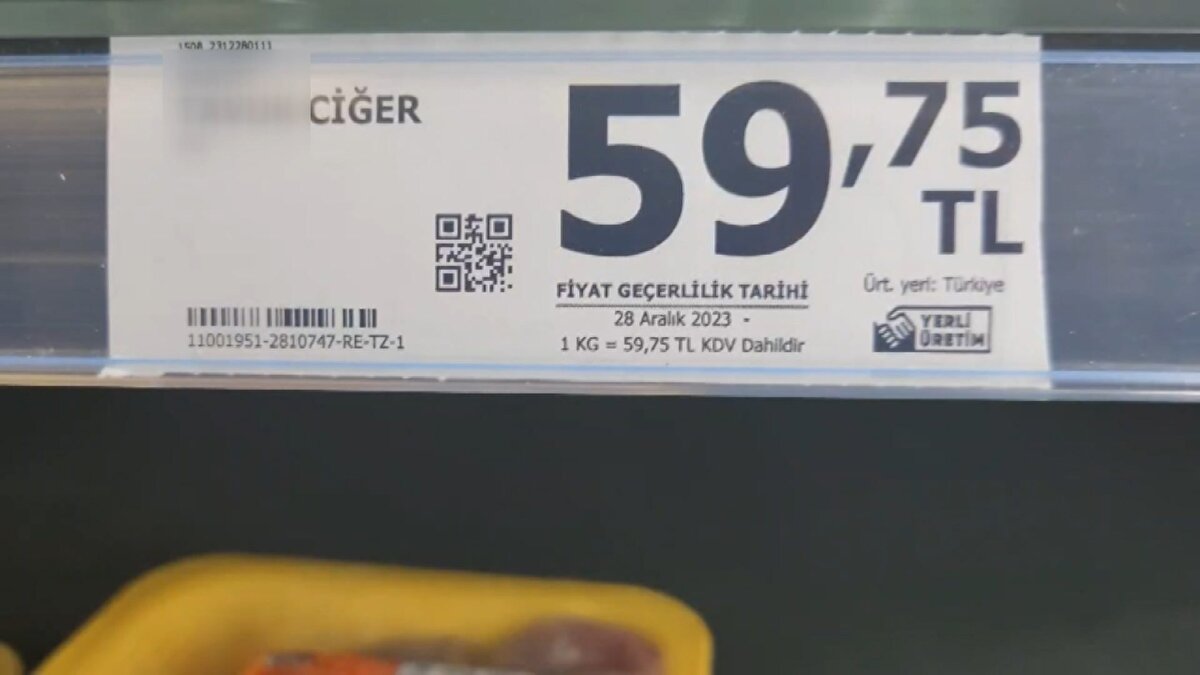 1508 2312280111
CİĞER
59,75
TL
FİYAT GEÇERLİLİK TARİHİ
28 Aralık 2023 -
1 KG = 59,75 TL KDV Dahildir
Ürt. yeri: Türkiye
YERLİ
ÜRETİM
11001951-2810747-RE-TZ-1